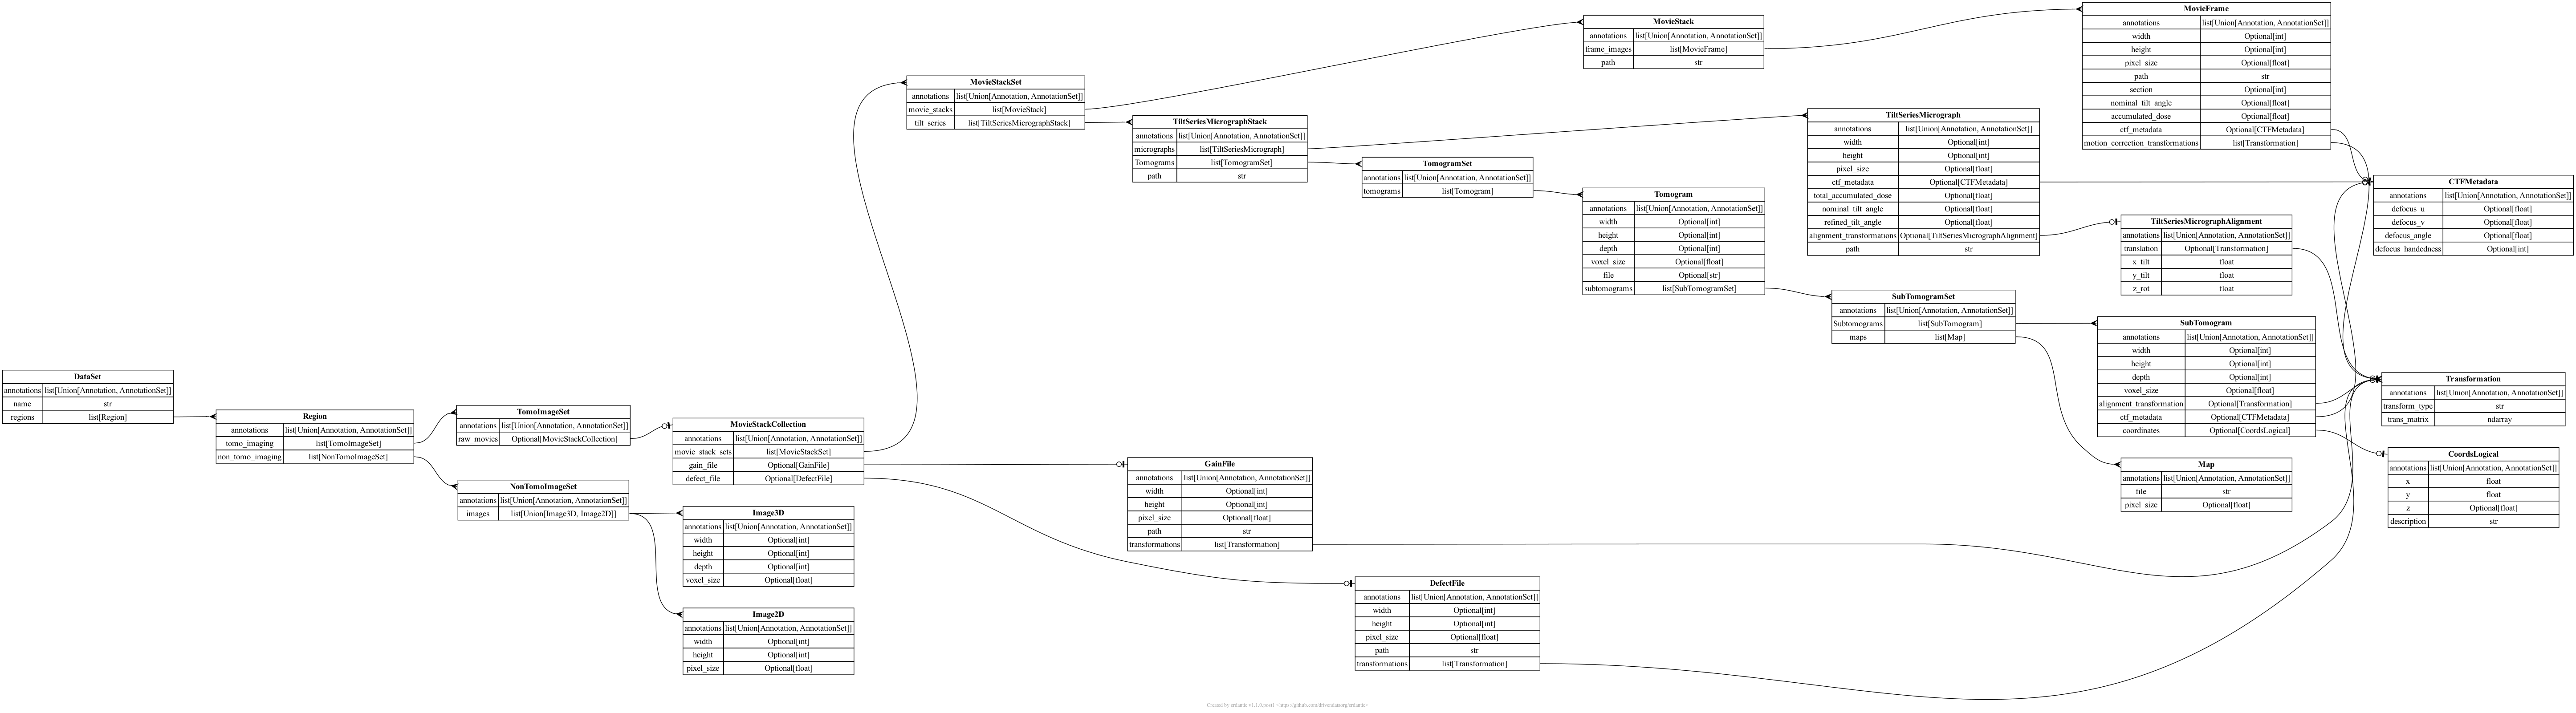 DataSet
annotations list[Union[Annotation, AnnotationSet]]
name str
regions list[Region]
Region
annotations list[Union[Annotation, AnnotationSet]]
tomo_imaging list[TomoImageSet]
non_tomo_imaging list[NonTomoImageSet]
TomoImageSet
annotations list[Union[Annotation, AnnotationSet]]
raw_movies Optional[MovieStackCollection]
NonTomoImageSet
annotations list[Union[Annotation, AnnotationSet]]
images list[Union[Image3D, Image2D]]
MovieStackCollection
annotations list[Union[Annotation, AnnotationSet]]
movie_stack_sets list[MovieStackSet]
gain_file Optional[GainFile]
defect_file Optional[DefectFile]
Image3D
annotations list[Union[Annotation, AnnotationSet]]
width Optional[int]
height Optional[int]
depth Optional[int]
voxel_size Optional[float]
Image2D
annotations list[Union[Annotation, AnnotationSet]]
width Optional[int]
height Optional[int]
pixel_size Optional[float]
MovieStackSet
annotations list[Union[Annotation, AnnotationSet]]
movie_stacks list[MovieStack]
tilt_series list[TiltSeriesMicrographStack]
TiltSeriesMicrographStack
annotations list[Union[Annotation, AnnotationSet]]
micrographs list[TiltSeriesMicrograph]
Tomograms list[TomogramSet]
path str
GainFile
annotations list[Union[Annotation, AnnotationSet]]
width Optional[int]
height Optional[int]
pixel_size Optional[float]
path str
transformations list[Transformation]
DefectFile
annotations list[Union[Annotation, AnnotationSet]]
width Optional[int]
height Optional[int]
pixel_size Optional[float]
path str
transformations list[Transformation]
TomogramSet
annotations list[Union[Annotation, AnnotationSet]]
tomograms list[Tomogram]
MovieStack
annotations list[Union[Annotation, AnnotationSet]]
frame_images list[MovieFrame]
path str
Tomogram
annotations list[Union[Annotation, AnnotationSet]]
width Optional[int]
height Optional[int]
depth Optional[int]
voxel_size Optional[float]
file Optional[str]
subtomograms list[SubTomogramSet]
TiltSeriesMicrograph
annotations list[Union[Annotation, AnnotationSet]]
width Optional[int]
height Optional[int]
pixel_size Optional[float]
ctf_metadata Optional[CTFMetadata]
total_accumulated_dose Optional[float]
nominal_tilt_angle Optional[float]
refined_tilt_angle Optional[float]
alignment_transformations Optional[TiltSeriesMicrographAlignment]
path str
SubTomogramSet
annotations list[Union[Annotation, AnnotationSet]]
Subtomograms list[SubTomogram]
maps list[Map]
MovieFrame
annotations list[Union[Annotation, AnnotationSet]]
width Optional[int]
height Optional[int]
pixel_size Optional[float]
path str
section Optional[int]
nominal_tilt_angle Optional[float]
accumulated_dose Optional[float]
ctf_metadata Optional[CTFMetadata]
motion_correction_transformations list[Transformation]
TiltSeriesMicrographAlignment
annotations list[Union[Annotation, AnnotationSet]]
translation Optional[Transformation]
x_tilt float
y_tilt float
z_rot float
SubTomogram
annotations list[Union[Annotation, AnnotationSet]]
width Optional[int]
height Optional[int]
depth Optional[int]
voxel_size Optional[float]
alignment_transformation Optional[Transformation]
ctf_metadata Optional[CTFMetadata]
coordinates Optional[CoordsLogical]
Map
annotations list[Union[Annotation, AnnotationSet]]
file str
pixel_size Optional[float]
CTFMetadata
annotations list[Union[Annotation, AnnotationSet]]
defocus_u Optional[float]
defocus_v Optional[float]
defocus_angle Optional[float]
defocus_handedness Optional[int]
Transformation
annotations list[Union[Annotation, AnnotationSet]]
transform_type str
trans_matrix ndarray
CoordsLogical
annotations list[Union[Annotation, AnnotationSet]]
x float
y float
z Optional[float]
description str